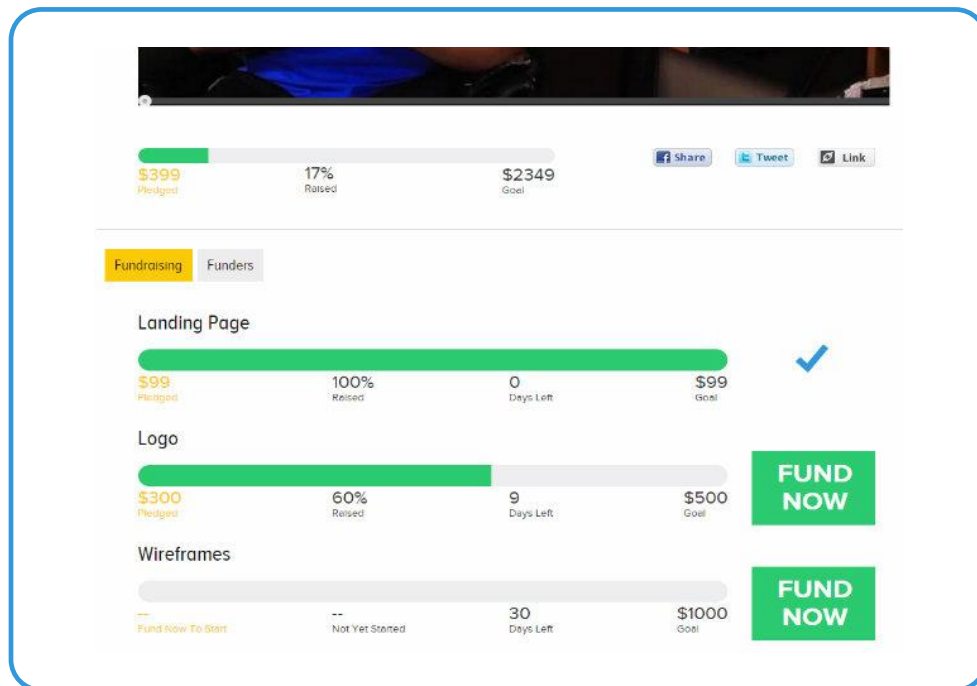 Share Tweet Link
$399 17% $2349
Pledged Raised Goal
Fundraising Funders
Landing Page
$99 100% 0 $99
Pledged Raised Days Left Goal
Logo
FUND
NOW
$300 60% 9 $500
Pledged Raised Days Left Goal
Wireframes
FUND
NOW
-- -- 30 $1000
Fund Now To Start Not Yet Started Days Left Goal